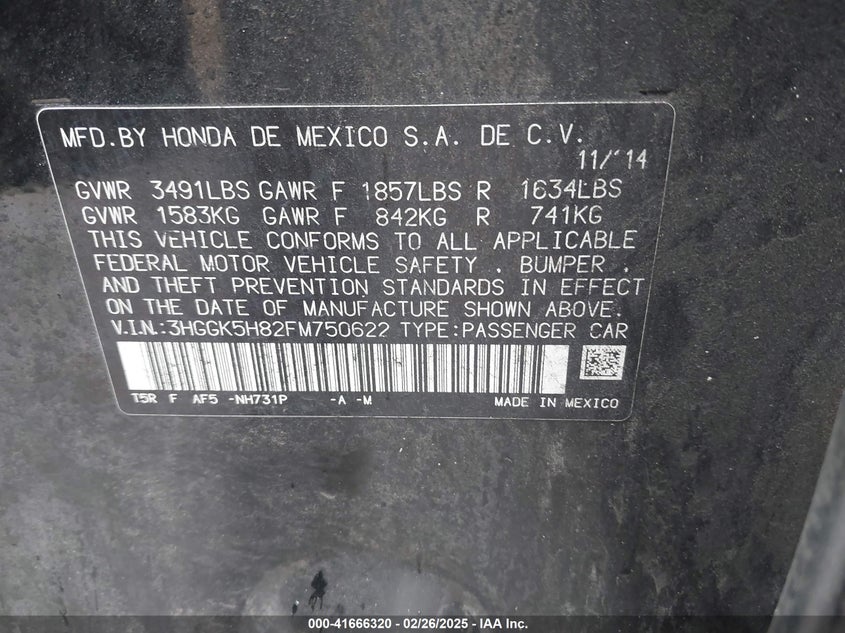 MFD.BY HONDA DE MEXICO S.A. DE C.V.
11/'14
GVWR 3491LBS GAWR F 1857LBS R 1634LBS
GVWR 1583KG GAWR F 842KG R 741KG
THIS VEHICLE CONFORMS TO ALL APPLICABLE
FEDERAL MOTOR VEHICLE SAFETY , BUMPER ,
AND THEFT PREVENTION STANDARDS IN EFFECT
ON THE DATE OF MANUFACTURE SHOWN ABOVE.
V.I.N.:3HGGK5H82FM750622 TYPE:PASSENGER CAR
T5R F AF5 -NH731P -A -M MADE IN MEXICO
000-41666320 - 02/26/2025 - IAA Inc.